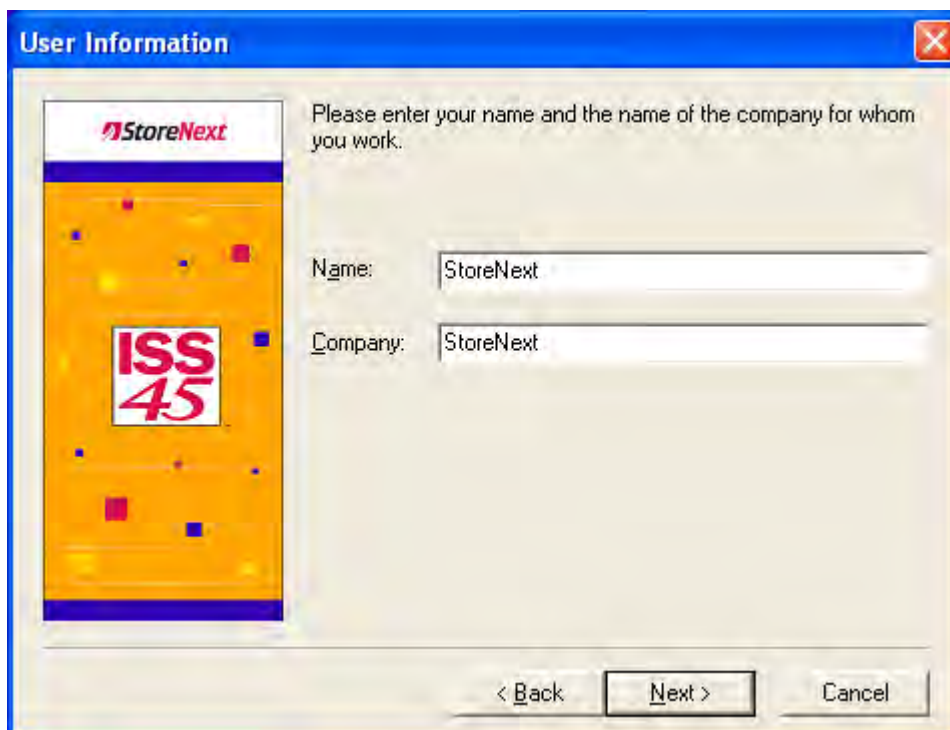 User Information
StoreNext
Please enter your name and the name of the company for whom
you work.
Name: StoreNext
Company: StoreNext
ISS
45
< Back Next > Cancel